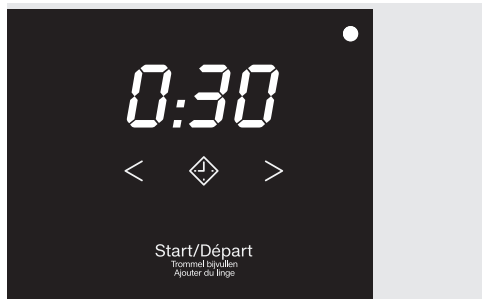 0:30
< >
Start/Départ
Trommel bijvullen
Ajouter du linge